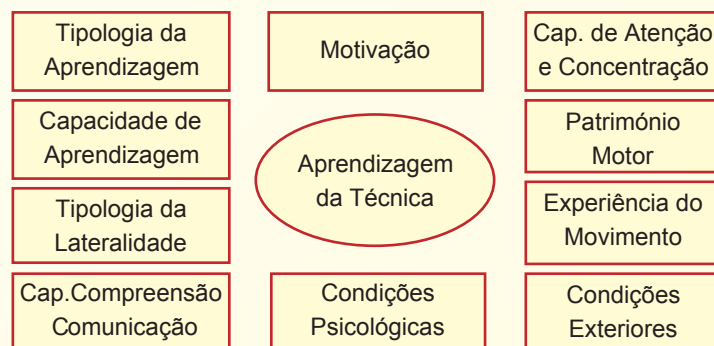 Tipologia da
Aprendizagem
Motivação
Cap. de Atenção
e Concentração
Capacidade de
Aprendizagem
Aprendizagem
da Técnica
Património
Motor
Tipologia da
Lateralidade
Experiência do
Movimento
Cap.Compreensão
Comunicação
Condições
Psicológicas
Condições
Exteriores